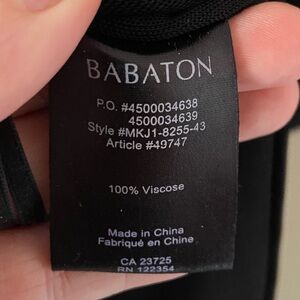 BABATON
P.O. #4500034638
4500034639
Style #MKJ1-8255-43
Article #49747
100% Viscose
Made in China
Fabriqué en Chine
CA 23725
RN 122354